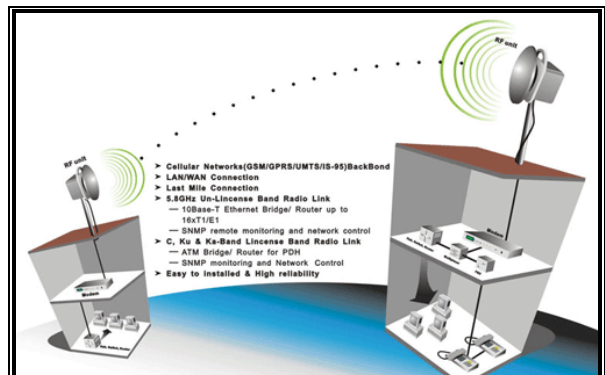 RF unit
RF unit
➤ Cellular Networks(GSM/GPRS/UMTS/IS-95)BackBond
➤ LAN/WAN Connection
➤ Last Mile Connection
➤ 5.8GHz Un-Lincense Band Radio Link
— 10Base-T Ethernet Bridge/ Router up to
16xT1/E1
— SNMP remote monitoring and network control
➤ C, Ku & Ka-Band Lincense Band Radio Link
— ATM Bridge/ Router for PDH
— SNMP monitoring and Network Control
➤ Easy to installed & High reliability
Modem
Modem
Hub, Switch, Router